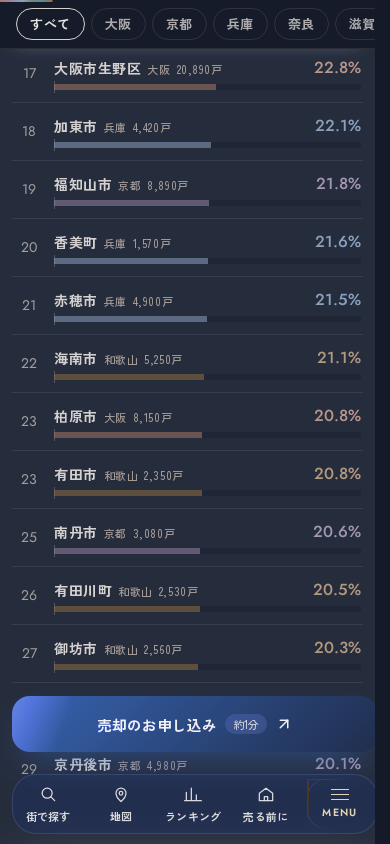 すべて 大阪 京都 兵庫 奈良 滋賀
17 大阪市生野区 大阪 20,890戸 22.8%
18 加東市 兵庫 4,420戸 22.1%
19 福知山市 京都 8,890戸 21.8%
20 香美町 兵庫 1,570戸 21.6%
21 赤穂市 兵庫 4,900戸 21.5%
22 海南市 和歌山 5,250戸 21.1%
23 柏原市 大阪 8,150戸 20.8%
23 有田市 和歌山 2,350戸 20.8%
25 南丹市 京都 3,080戸 20.6%
26 有田川町 和歌山 2,530戸 20.5%
27 御坊市 和歌山 2,560戸 20.3%
売却のお申し込み 約1分
29 京丹後市 京都 4,980戸 20.1%
街で探す 地図 ランキング 売る前に MENU